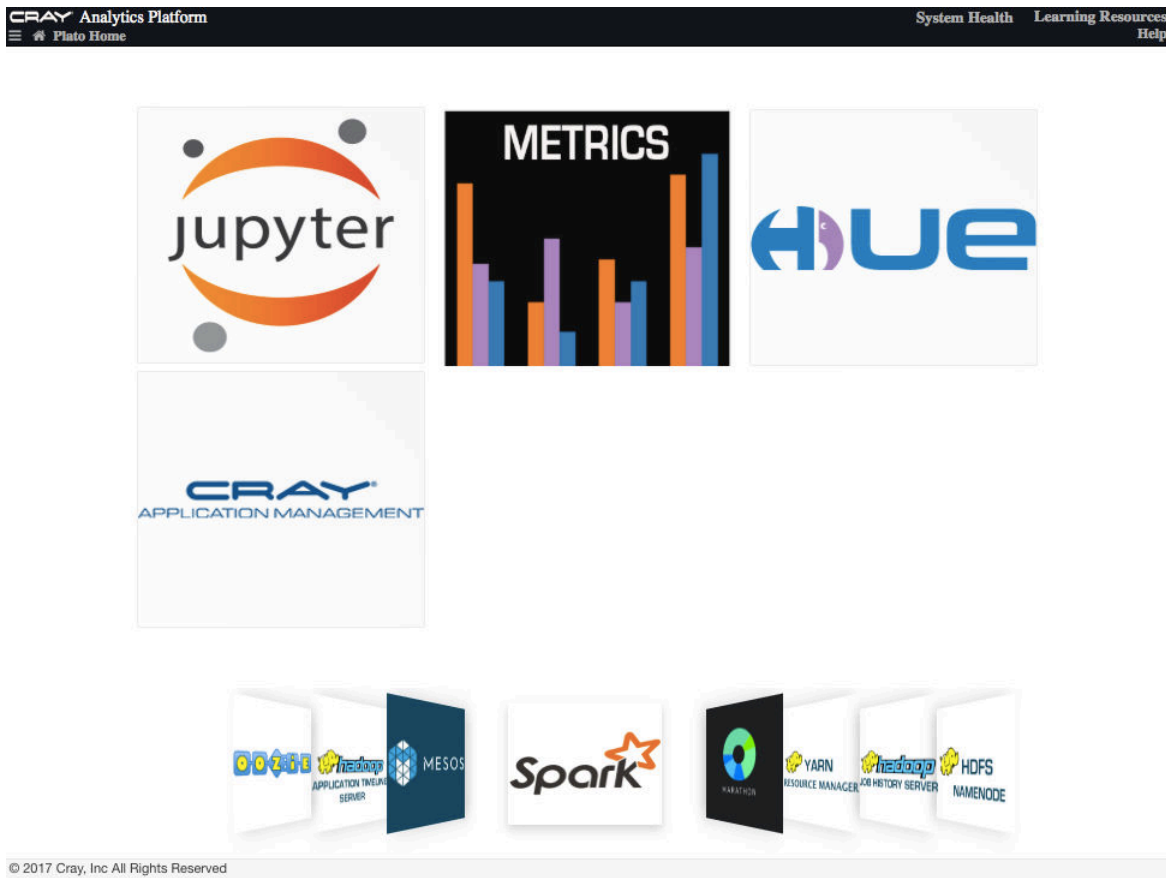 CRAY Analytics Platform
System Health Learning Resources
Plato Home
Help
jupyter
METRICS
HUE
CRAY
APPLICATION MANAGEMENT
OOZIE
hadoop
APPLICATION TIMELINE
SERVER
MESOS
Spark
MARATHON
YARN
RESOURCE MANAGER
hadoop
JOB HISTORY SERVER
HDFS
NAMENODE
© 2017 Cray, Inc All Rights Reserved